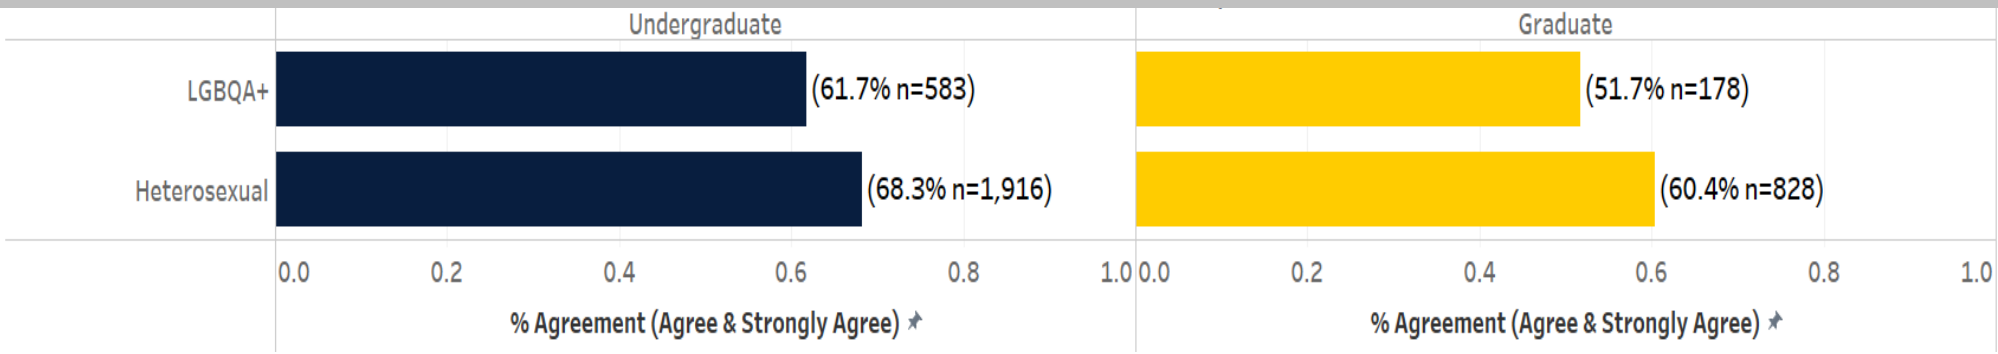 Undergraduate Graduate
LGBQA+ (61.7% n=583) (51.7% n=178)
Heterosexual (68.3% n=1,916) (60.4% n=828)
0.0 0.2 0.4 0.6 0.8 1.0 0.0 0.2 0.4 0.6 0.8 1.0
% Agreement (Agree & Strongly Agree) % Agreement (Agree & Strongly Agree)